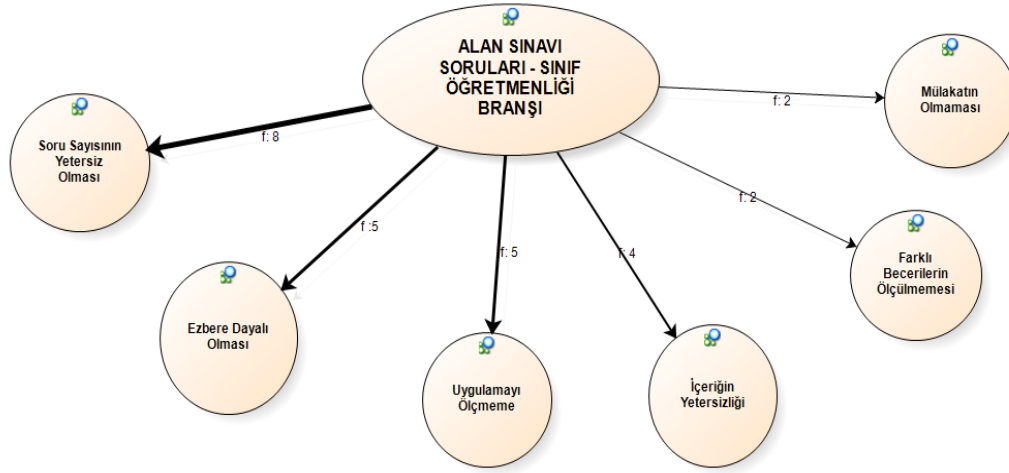 ALAN SINAVI
SORULARI - SINIF
ÖĞRETMENLİĞİ
BRANŞI
f: 2
Mülakatın
Olmaması
f: 8
Soru Sayısının
Yetersiz
Olması
f: 2
Farklı
Becerilerin
Ölçülmemesi
f :5
Ezbere Dayalı
Olması
f: 5
Uygulamayı
Ölçmeme
f: 4
İçeriğin
Yetersizliği